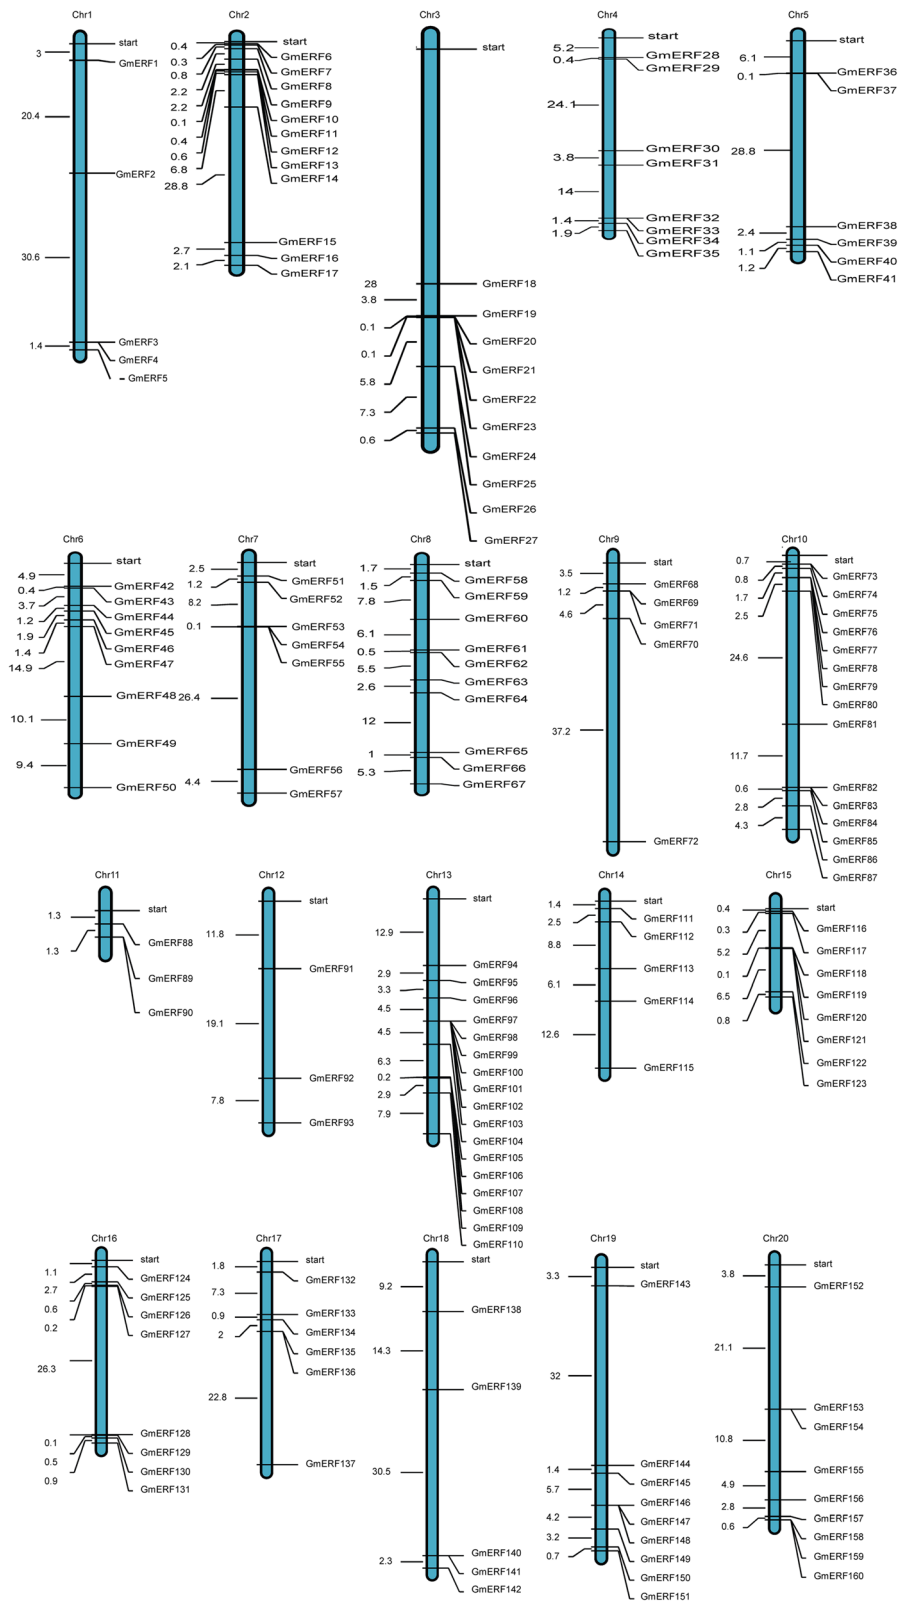 Chr1
start
3
GmERF1
20.4
GmERF2
30.6
GmERF3
1.4
GmERF4
GmERF5
Chr2
start
0.4
GmERF6
0.3
GmERF7
0.8
GmERF8
2.2
GmERF9
2.2
GmERF10
0.1
GmERF11
0.4
GmERF12
0.6
GmERF13
6.8
GmERF14
28.8
GmERF15
2.7
GmERF16
2.1
GmERF17
Chr3
start
28
GmERF18
3.8
GmERF19
0.1
GmERF20
0.1
GmERF21
5.8
GmERF22
7.3
GmERF23
0.6
GmERF24
GmERF25
GmERF26
GmERF27
Chr4
start
5.2
GmERF28
0.4
GmERF29
24.1
GmERF30
3.8
GmERF31
14
GmERF32
1.4
GmERF33
1.9
GmERF34
GmERF35
Chr5
start
6.1
GmERF36
0.1
GmERF37
28.8
GmERF38
2.4
GmERF39
1.1
GmERF40
1.2
GmERF41
Chr6
start
4.9
GmERF42
0.4
GmERF43
3.7
GmERF44
1.2
GmERF45
1.9
GmERF46
1.4
GmERF47
14.9
GmERF48
10.1
GmERF49
9.4
GmERF50
Chr7
start
2.5
GmERF51
1.2
GmERF52
8.2
GmERF53
0.1
GmERF54
GmERF55
26.4
GmERF56
4.4
GmERF57
Chr8
start
1.7
GmERF58
1.5
GmERF59
7.8
GmERF60
6.1
GmERF61
0.5
GmERF62
5.5
GmERF63
2.6
GmERF64
12
GmERF65
1
GmERF66
5.3
GmERF67
Chr9
start
3.5
GmERF68
1.2
GmERF69
4.6
GmERF71
GmERF70
37.2
GmERF72
Chr10
start
0.7
GmERF73
0.8
GmERF74
1.7
GmERF75
2.5
GmERF76
GmERF77
24.6
GmERF78
GmERF79
GmERF80
GmERF81
11.7
GmERF82
0.6
GmERF83
2.8
GmERF84
4.3
GmERF85
GmERF86
GmERF87
Chr11
start
1.3
GmERF88
1.3
GmERF89
GmERF90
Chr12
start
11.8
GmERF91
19.1
GmERF92
7.8
GmERF93
Chr13
start
12.9
GmERF94
2.9
GmERF95
3.3
GmERF96
4.5
GmERF97
4.5
GmERF98
GmERF99
6.3
GmERF100
0.2
GmERF101
2.9
GmERF102
7.9
GmERF103
GmERF104
GmERF105
GmERF106
GmERF107
GmERF108
GmERF109
GmERF110
Chr14
start
1.4
GmERF111
2.5
GmERF112
8.8
GmERF113
6.1
GmERF114
12.6
GmERF115
Chr15
start
0.4
GmERF116
0.3
GmERF117
5.2
GmERF118
0.1
GmERF119
6.5
GmERF120
0.8
GmERF121
GmERF122
GmERF123
Chr16
start
1.1
GmERF124
2.7
GmERF125
0.6
GmERF126
0.2
GmERF127
26.3
GmERF128
0.1
GmERF129
0.5
GmERF130
0.9
GmERF131
Chr17
start
1.8
GmERF132
7.3
GmERF133
0.9
GmERF134
2
GmERF135
GmERF136
22.8
GmERF137
Chr18
start
9.2
GmERF138
14.3
GmERF139
30.5
GmERF140
2.3
GmERF141
GmERF142
Chr19
start
3.3
GmERF143
32
GmERF144
1.4
GmERF145
5.7
GmERF146
4.2
GmERF147
3.2
GmERF148
0.7
GmERF149
GmERF150
GmERF151
Chr20
start
3.8
GmERF152
21.1
GmERF153
GmERF154
10.8
GmERF155
4.9
GmERF156
2.8
GmERF157
0.6
GmERF158
GmERF159
GmERF160